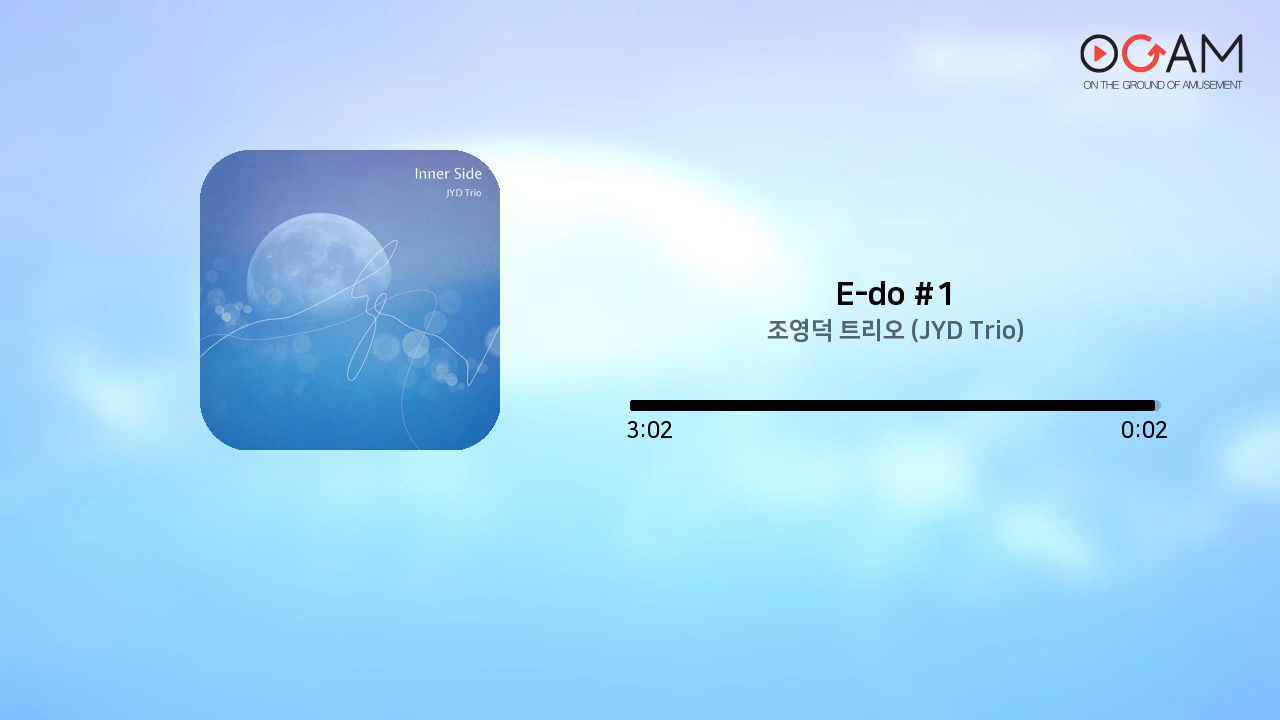 OGAM
ON THE GROUND OF AMUSEMENT
Inner Side
JYD Trio
E-do #1
조영덕 트리오 (JYD Trio)
3:02
0:02